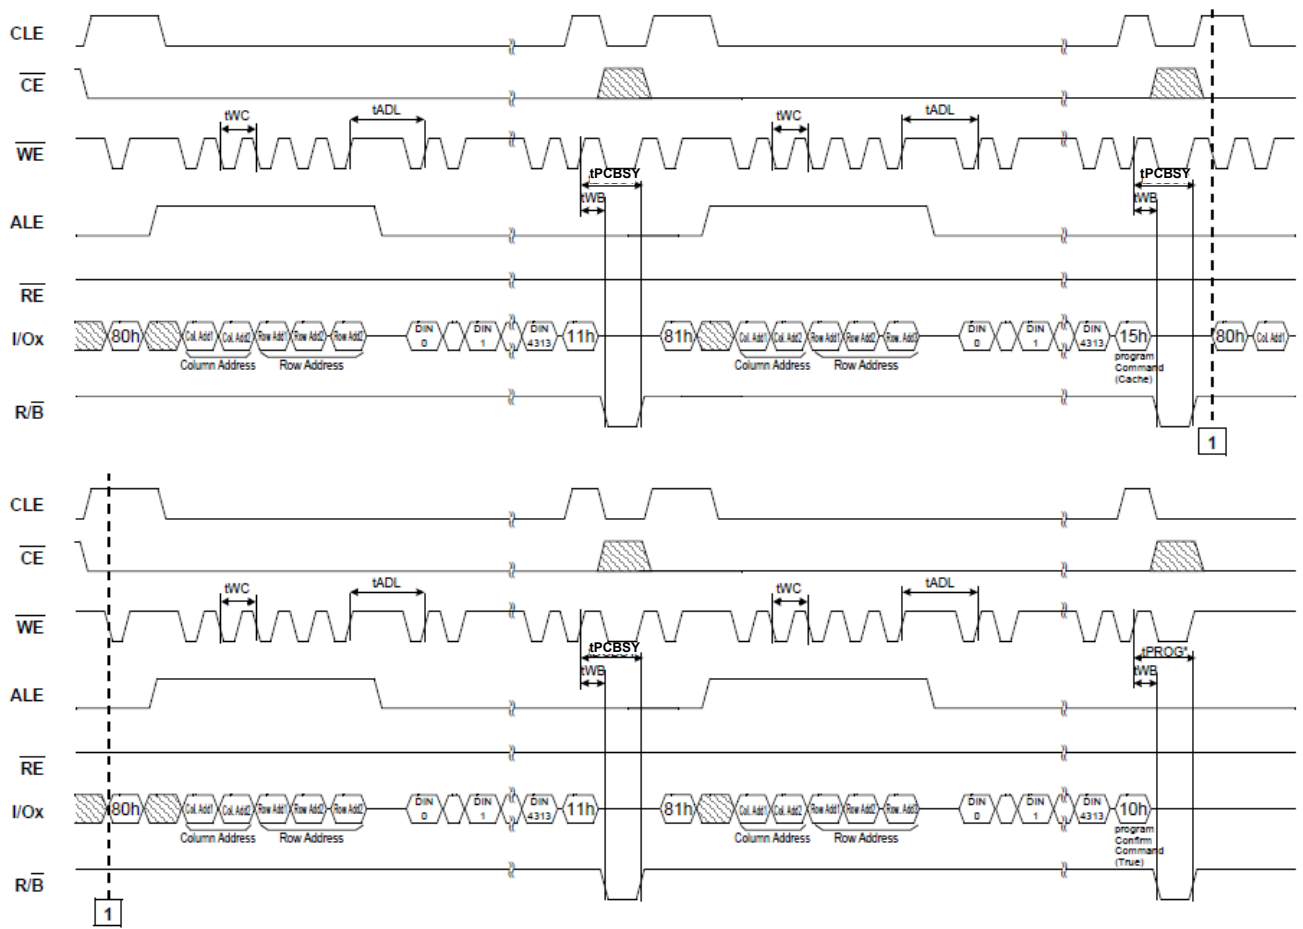 CLE
CE
tWC tADL tWC tADL
WE
tPCBSY tPCBSY
tWB tWB
ALE
RE
I/Ox 80h Col. Add1 Col. Add2 Row Add1 Row Add2 Row Add2 DIN 0 DIN 1 DIN 4313 11h 81h Col. Add1 Col. Add2 Row Add1 Row Add2 Row. Add3 DIN 0 DIN 1 DIN 4313 15h 80h Col. Add1
Column Address Row Address Column Address Row Address
program
Command
(Cache)
R/B
1
CLE
CE
tWC tADL tWC tADL
WE
tPCBSY tPROG*
tWB tWB
ALE
RE
I/Ox 80h Col. Add1 Col. Add2 Row Add1 Row Add2 Row Add2 DIN 0 DIN 1 DIN 4313 11h 81h Col. Add1 Col. Add2 Row Add1 Row Add2 Row. Add3 DIN 0 DIN 1 DIN 4313 10h
Column Address Row Address Column Address Row Address
program
Confirm
Command
(True)
R/B
1